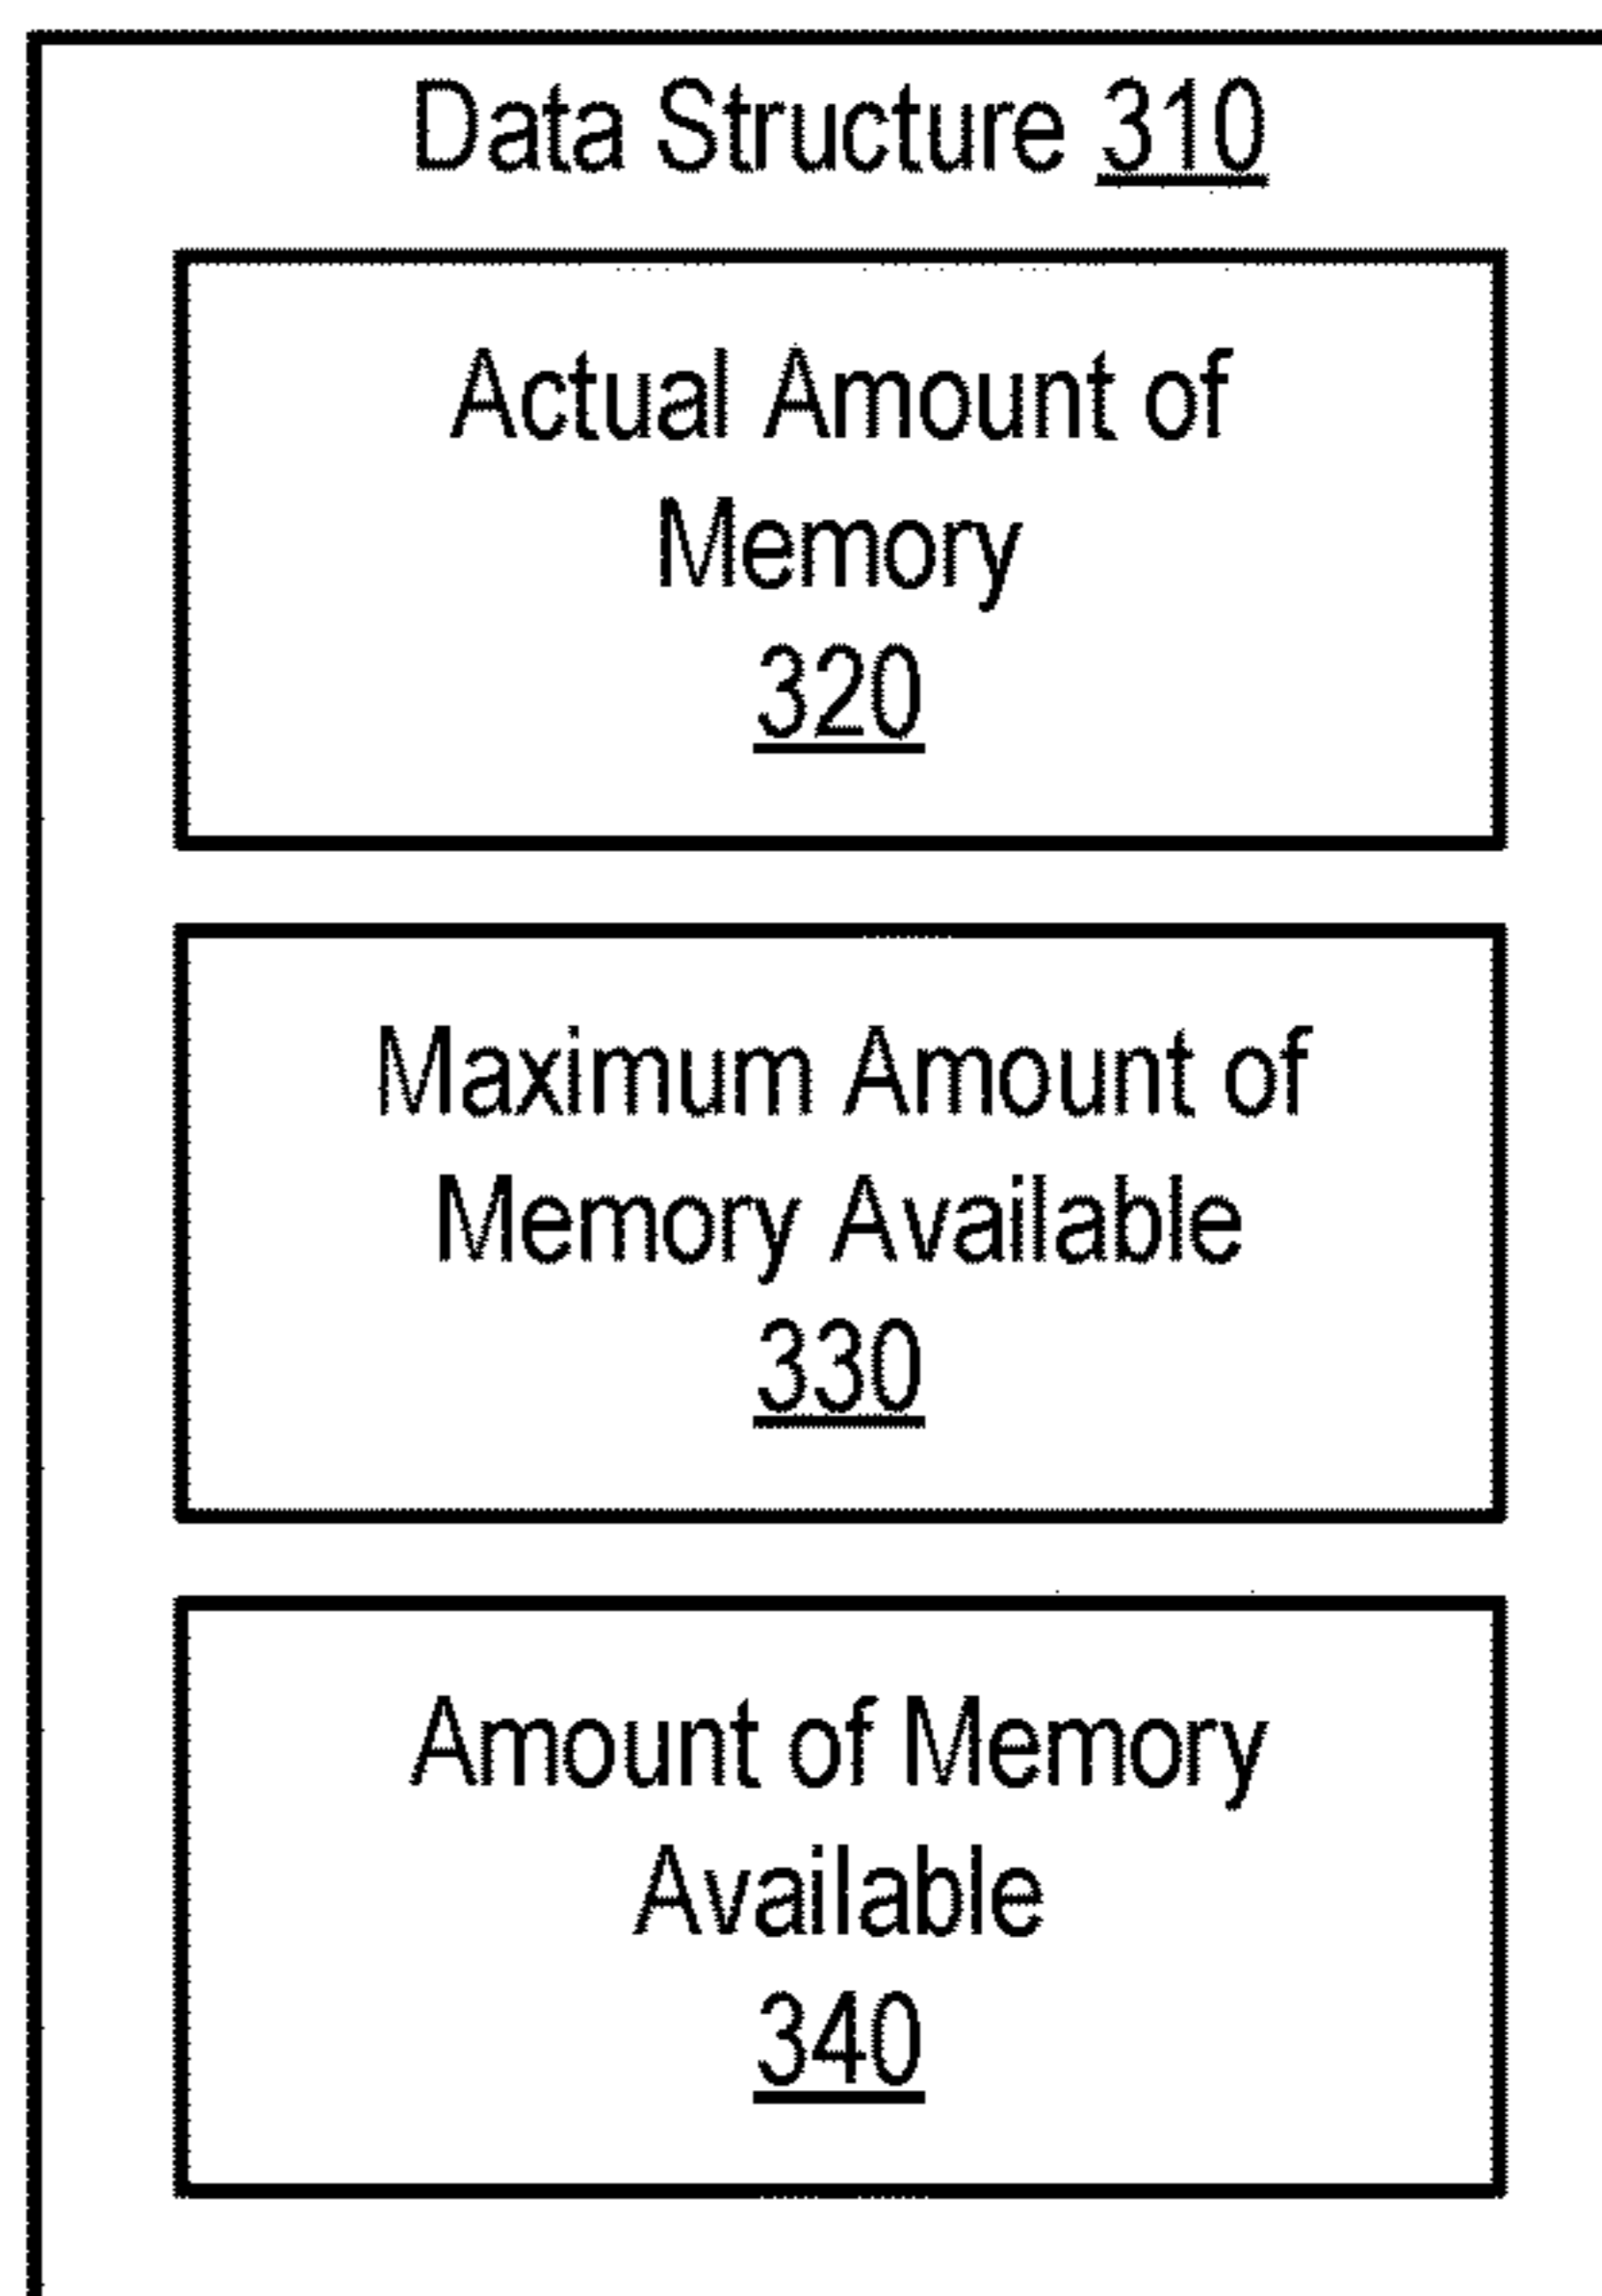 Data Structure 310
Actual Amount of
Memory
320
Maximum Amount of
Memory Available
330
Amount of Memory
Available
340